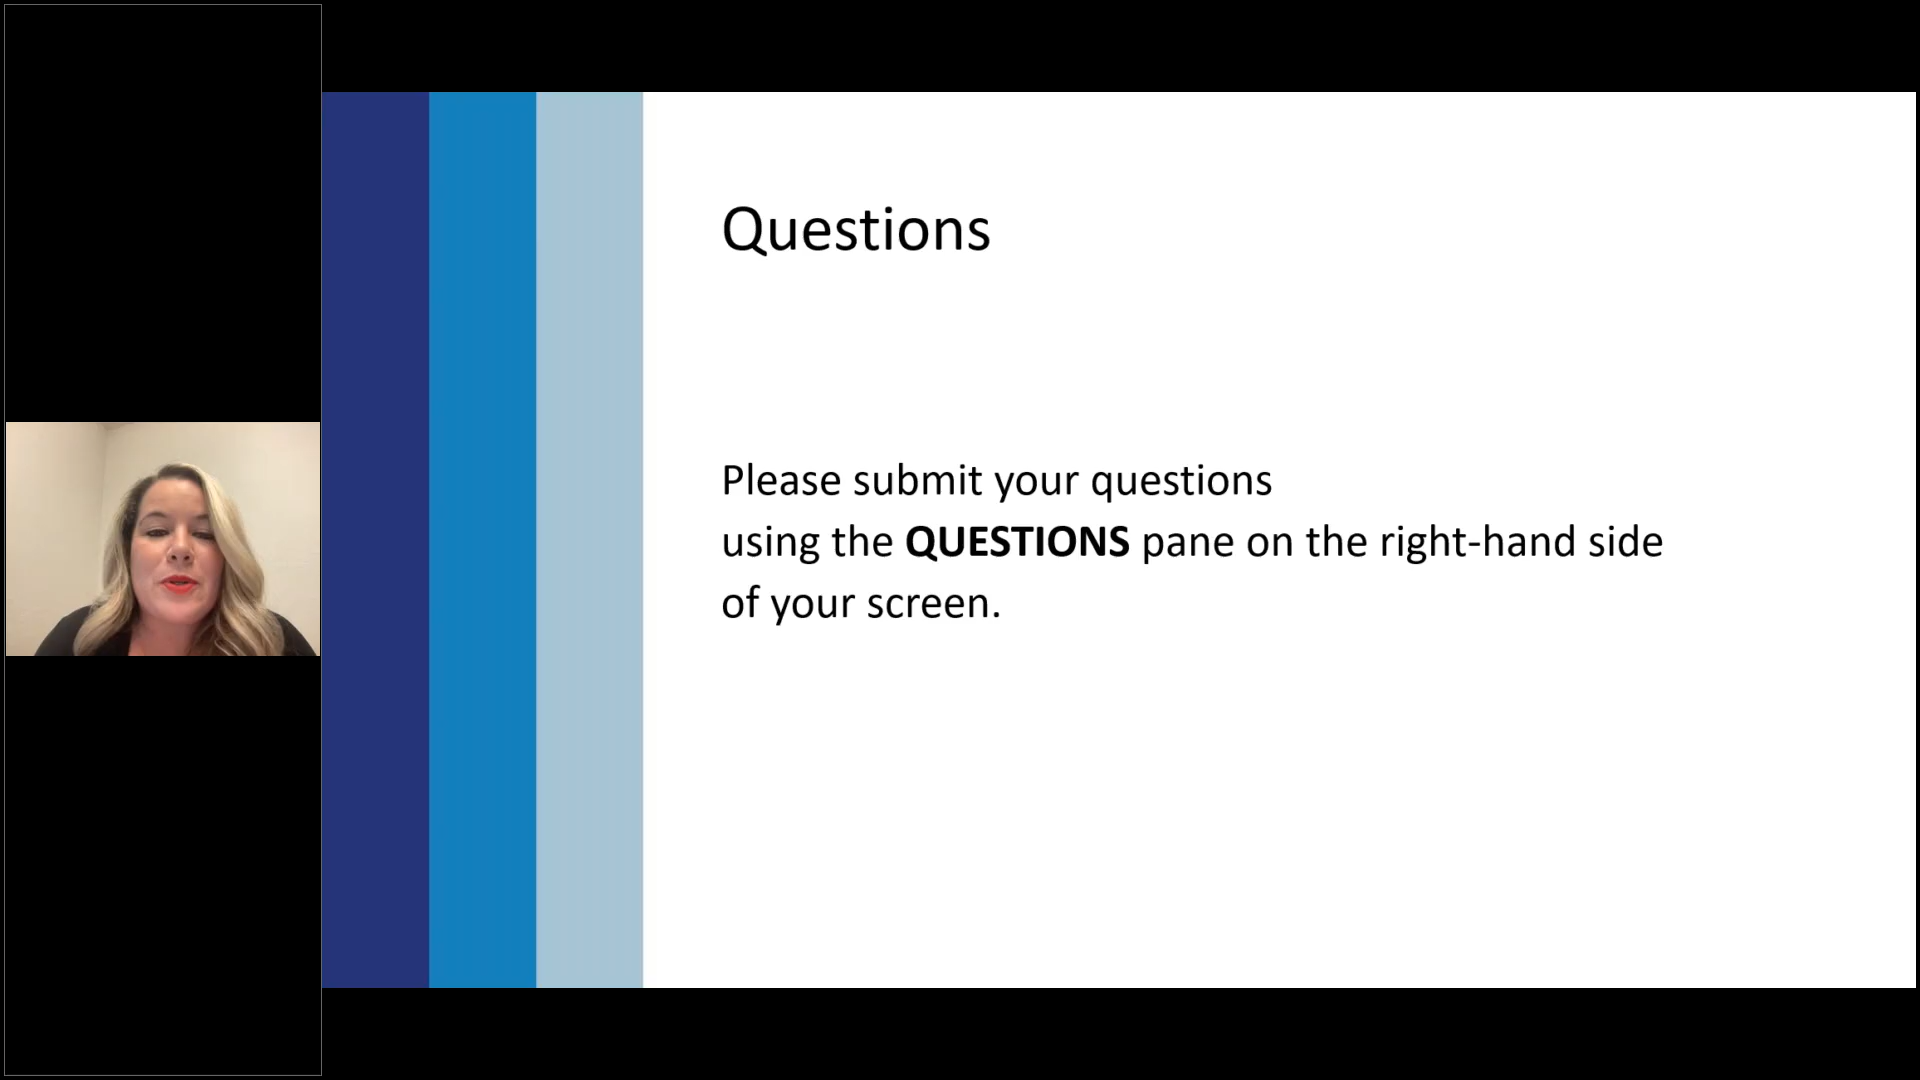 Questions
Please submit your questions
using the QUESTIONS pane on the right-hand side
of your screen.